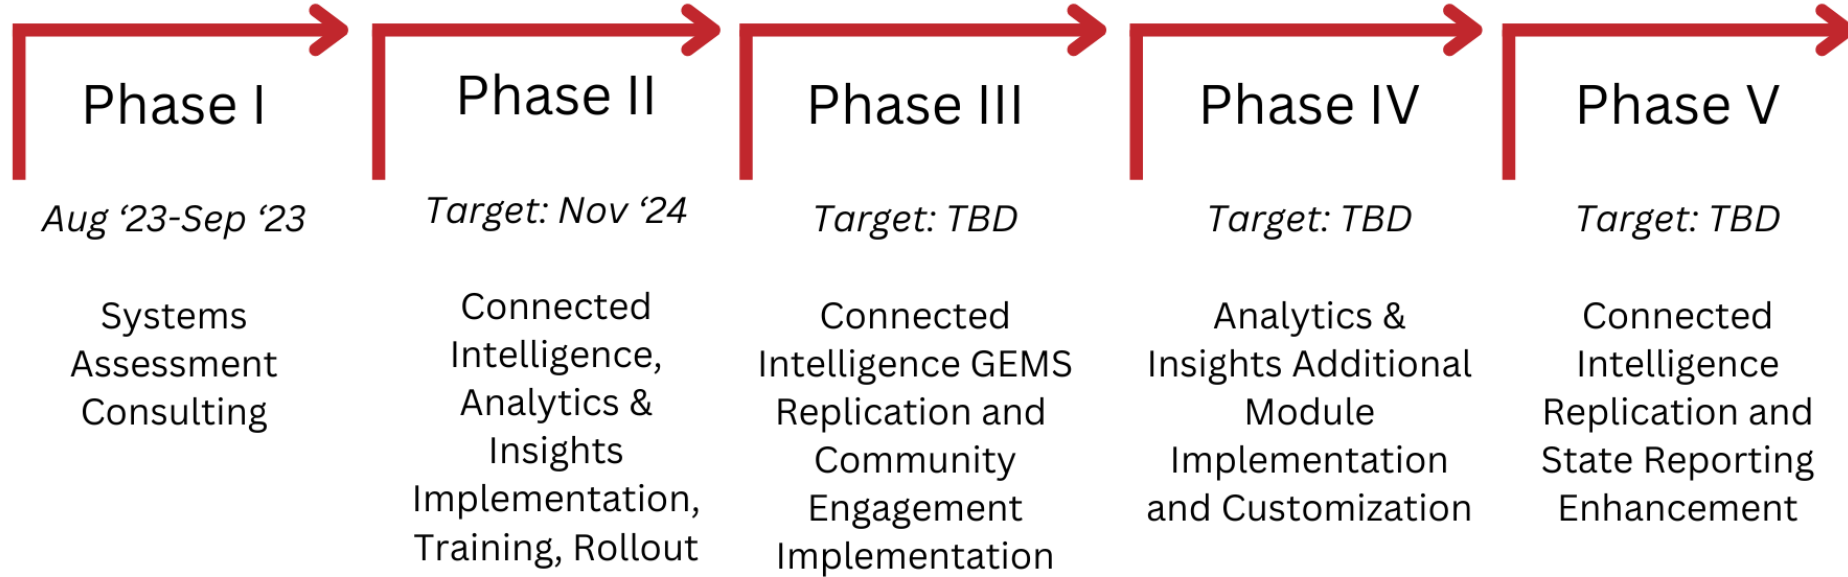 Phase I
Aug ‘23-Sep ‘23
Systems
Assessment
Consulting
Phase II
Target: Nov ‘24
Connected
Intelligence,
Analytics &
Insights
Implementation,
Training, Rollout
Phase III
Target: TBD
Connected
Intelligence GEMS
Replication and
Community
Engagement
Implementation
Phase IV
Target: TBD
Analytics &
Insights Additional
Module
Implementation
and Customization
Phase V
Target: TBD
Connected
Intelligence
Replication and
State Reporting
Enhancement